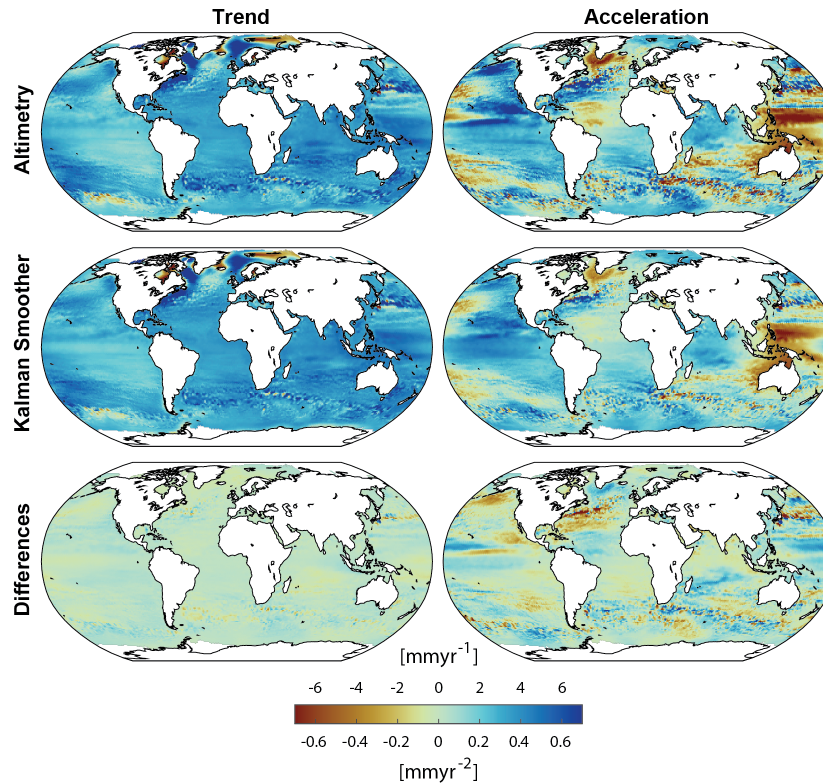 Trend Acceleration
Altimetry
Kalman Smoother
Differences
[mmyr-1]
-6 -4 -2 0 2 4 6
-0.6 -0.4 -0.2 0 0.2 0.4 0.6
[mmyr-2]